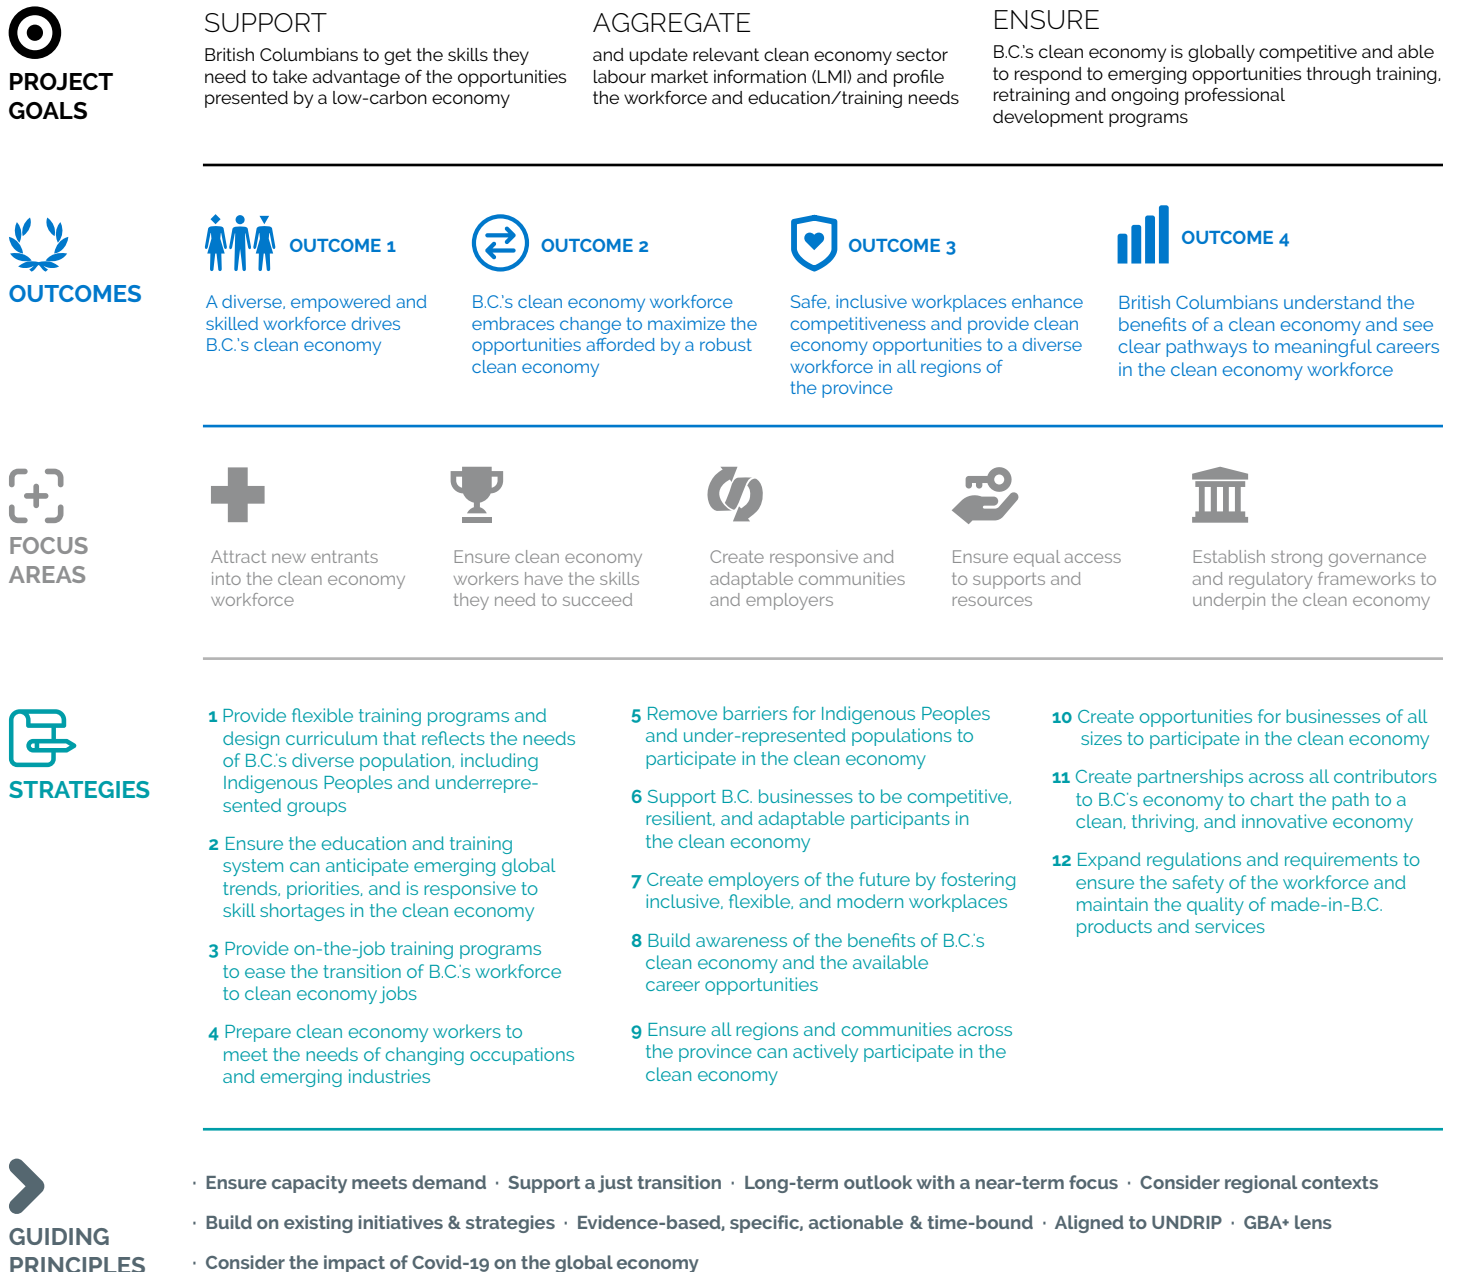 PROJECT
GOALS
SUPPORT
British Columbians to get the skills they
need to take advantage of the opportunities
presented by a low-carbon economy
AGGREGATE
and update relevant clean economy sector
labour market information (LMI) and profile
the workforce and education/training needs
ENSURE
B.C.'s clean economy is globally competitive and able
to respond to emerging opportunities through training,
retraining and ongoing professional
development programs
OUTCOMES
OUTCOME 1
A diverse, empowered and
skilled workforce drives
B.C.'s clean economy
OUTCOME 2
B.C.'s clean economy workforce
embraces change to maximize the
opportunities afforded by a robust
clean economy
OUTCOME 3
Safe, inclusive workplaces enhance
competitiveness and provide clean
economy opportunities to a diverse
workforce in all regions of
the province
OUTCOME 4
British Columbians understand the
benefits of a clean economy and see
clear pathways to meaningful careers
in the clean economy workforce
FOCUS
AREAS
Attract new entrants
into the clean economy
workforce
Ensure clean economy
workers have the skills
they need to succeed
Create responsive and
adaptable communities
and employers
Ensure equal access
to supports and
resources
Establish strong governance
and regulatory frameworks to
underpin the clean economy
STRATEGIES
1 Provide flexible training programs and
design curriculum that reflects the needs
of B.C.'s diverse population, including
Indigenous Peoples and underrepre-
sented groups
2 Ensure the education and training
system can anticipate emerging global
trends, priorities, and is responsive to
skill shortages in the clean economy
3 Provide on-the-job training programs
to ease the transition of B.C.'s workforce
to clean economy jobs
4 Prepare clean economy workers to
meet the needs of changing occupations
and emerging industries
5 Remove barriers for Indigenous Peoples
and under-represented populations to
participate in the clean economy
6 Support B.C. businesses to be competitive,
resilient, and adaptable participants in
the clean economy
7 Create employers of the future by fostering
inclusive, flexible, and modern workplaces
8 Build awareness of the benefits of B.C.'s
clean economy and the available
career opportunities
9 Ensure all regions and communities across
the province can actively participate in the
clean economy
10 Create opportunities for businesses of all
sizes to participate in the clean economy
11 Create partnerships across all contributors
to B.C's economy to chart the path to a
clean, thriving, and innovative economy
12 Expand regulations and requirements to
ensure the safety of the workforce and
maintain the quality of made-in-B.C.
products and services
GUIDING
PRINCIPLES
· Ensure capacity meets demand · Support a just transition · Long-term outlook with a near-term focus · Consider regional contexts
· Build on existing initiatives & strategies · Evidence-based, specific, actionable & time-bound · Aligned to UNDRIP · GBA+ lens
· Consider the impact of Covid-19 on the global economy